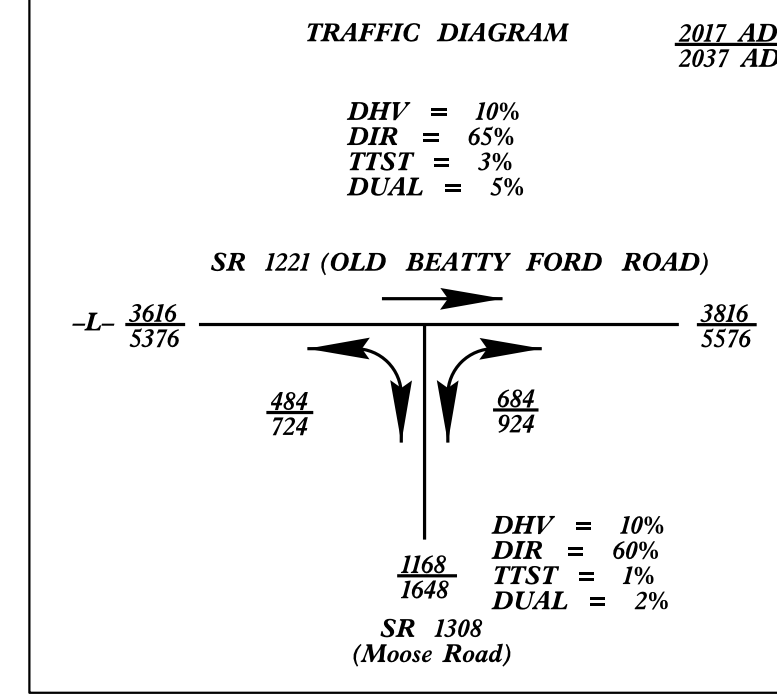 TRAFFIC DIAGRAM
2017 AD
2037 AD
DHV = 10%
DIR = 65%
TTST = 3%
DUAL = 5%
SR 1221 (OLD BEATTY FORD ROAD)
–L– 3616
5376
3816
5576
484
724
684
924
DHV = 10%
DIR = 60%
TTST = 1%
DUAL = 2%
1168
1648
SR 1308
(Moose Road)